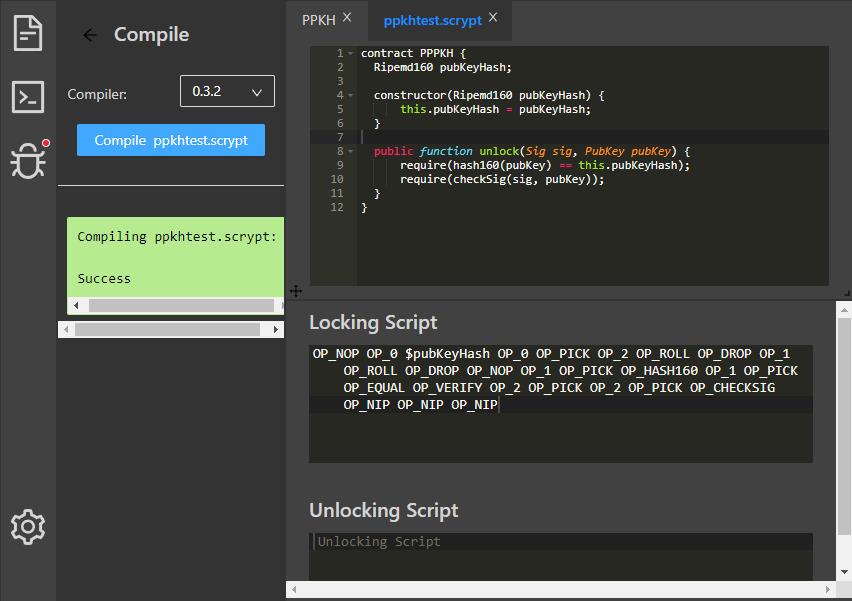 Compile
Compiler:
0.3.2
Compile ppkhtest.scrypt
Compiling ppkhtest.scrypt:
Success
PPKH X
ppkhtest.scrypt X
1 contract PPPKH {
2 Ripemd160 pubKeyHash;
3
4 constructor(Ripemd160 pubKeyHash) {
5 this.pubKeyHash = pubKeyHash;
6 }
7
8 public function unlock(Sig sig, PubKey pubKey) {
9 require(hash160(pubKey) == this.pubKeyHash);
10 require(checkSig(sig, pubKey));
11 }
12 }
Locking Script
OP_NOP OP_0 $pubKeyHash OP_0 OP_PICK OP_2 OP_ROLL OP_DROP OP_1
OP_ROLL OP_DROP OP_NOP OP_1 OP_PICK OP_HASH160 OP_1 OP_PICK
OP_EQUAL OP_VERIFY OP_2 OP_PICK OP_2 OP_PICK OP_CHECKSIG
OP_NIP OP_NIP OP_NIP
Unlocking Script
Unlocking Script